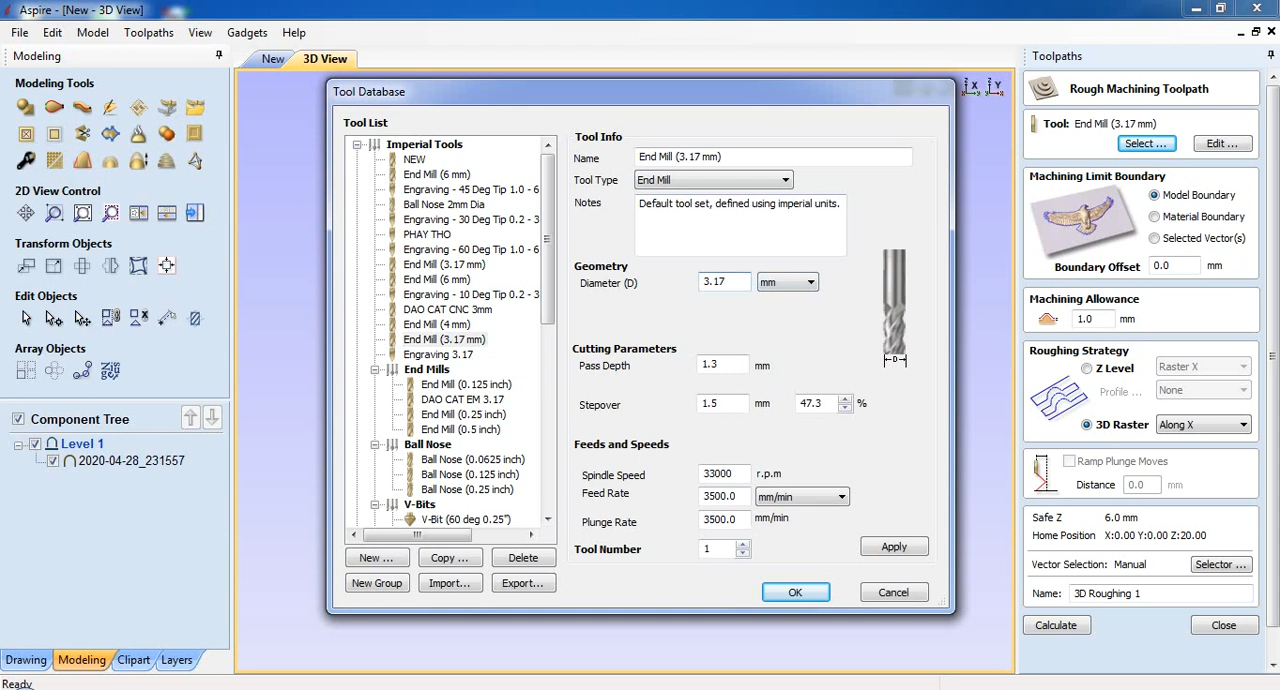 Aspire - [New - 3D View]
File Edit Model Toolpaths View Gadgets Help
Modeling
Modeling Tools
2D View Control
Transform Objects
Edit Objects
Array Objects
Component Tree
Level 1
2020-04-28_231557
Drawing Modeling Clipart Layers
Ready
New 3D View
X Y
Tool Database
Tool List
Imperial Tools
NEW
End Mill (6 mm)
Engraving - 45 Deg Tip 1.0 - 6
Ball Nose 2mm Dia
Engraving - 30 Deg Tip 0.2 - 3
PHAY THO
Engraving - 60 Deg Tip 1.0 - 6
End Mill (3.17 mm)
End Mill (6 mm)
Engraving - 10 Deg Tip 0.2 - 3
DAO CAT CNC 3mm
End Mill (4 mm)
End Mill (3.17 mm)
Engraving 3.17
End Mills
End Mill (0.125 inch)
DAO CAT EM 3.17
End Mill (0.25 inch)
End Mill (0.5 inch)
Ball Nose
Ball Nose (0.0625 inch)
Ball Nose (0.125 inch)
Ball Nose (0.25 inch)
V-Bits
V-Bit (60 deg 0.25")
New ... Copy ... Delete
New Group Import... Export...
Tool Info
Name End Mill (3.17 mm)
Tool Type End Mill
Notes Default tool set, defined using imperial units.
Geometry
Diameter (D) 3.17 mm
D
Cutting Parameters
Pass Depth 1.3 mm
Stepover 1.5 mm 47.3 %
Feeds and Speeds
Spindle Speed 33000 r.p.m
Feed Rate 3500.0 mm/min
Plunge Rate 3500.0 mm/min
Tool Number 1 Apply
OK Cancel
Toolpaths
Rough Machining Toolpath
Tool: End Mill (3.17 mm)
Select ... Edit ...
Machining Limit Boundary
Model Boundary
Material Boundary
Selected Vector(s)
Boundary Offset 0.0 mm
Machining Allowance
1.0 mm
Roughing Strategy
Z Level Raster X
Profile ... None
3D Raster Along X
Ramp Plunge Moves
Distance 0.0 mm
Safe Z 6.0 mm
Home Position X:0.00 Y:0.00 Z:20.00
Vector Selection: Manual Selector ...
Name: 3D Roughing 1
Calculate Close